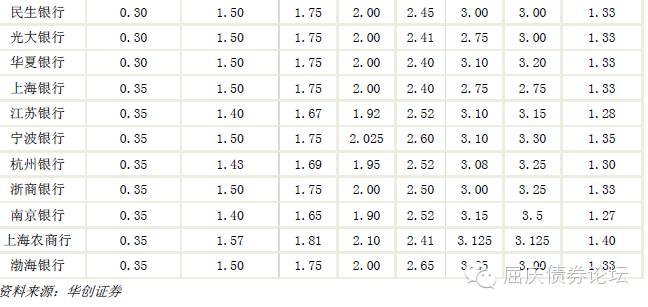 民生银行 0.30 1.50 1.75 2.00 2.45 3.00 3.00 1.33
光大银行 0.30 1.50 1.75 2.00 2.41 2.75 3.00 1.33
华夏银行 0.30 1.50 1.75 2.00 2.40 3.10 3.20 1.33
上海银行 0.35 1.50 1.75 2.00 2.40 2.75 2.75 1.33
江苏银行 0.35 1.40 1.67 1.92 2.52 3.10 3.15 1.28
宁波银行 0.35 1.50 1.75 2.025 2.60 3.10 3.30 1.35
杭州银行 0.35 1.43 1.69 1.95 2.52 3.08 3.25 1.30
浙商银行 0.35 1.50 1.75 2.00 2.50 3.00 3.25 1.33
南京银行 0.35 1.40 1.65 1.90 2.52 3.15 3.5 1.27
上海农商行 0.35 1.57 1.81 2.10 2.41 3.125 3.125 1.40
渤海银行 0.35 1.50 1.75 2.00 2.65 1.33
资料来源：华创证券
屈庆债券论坛